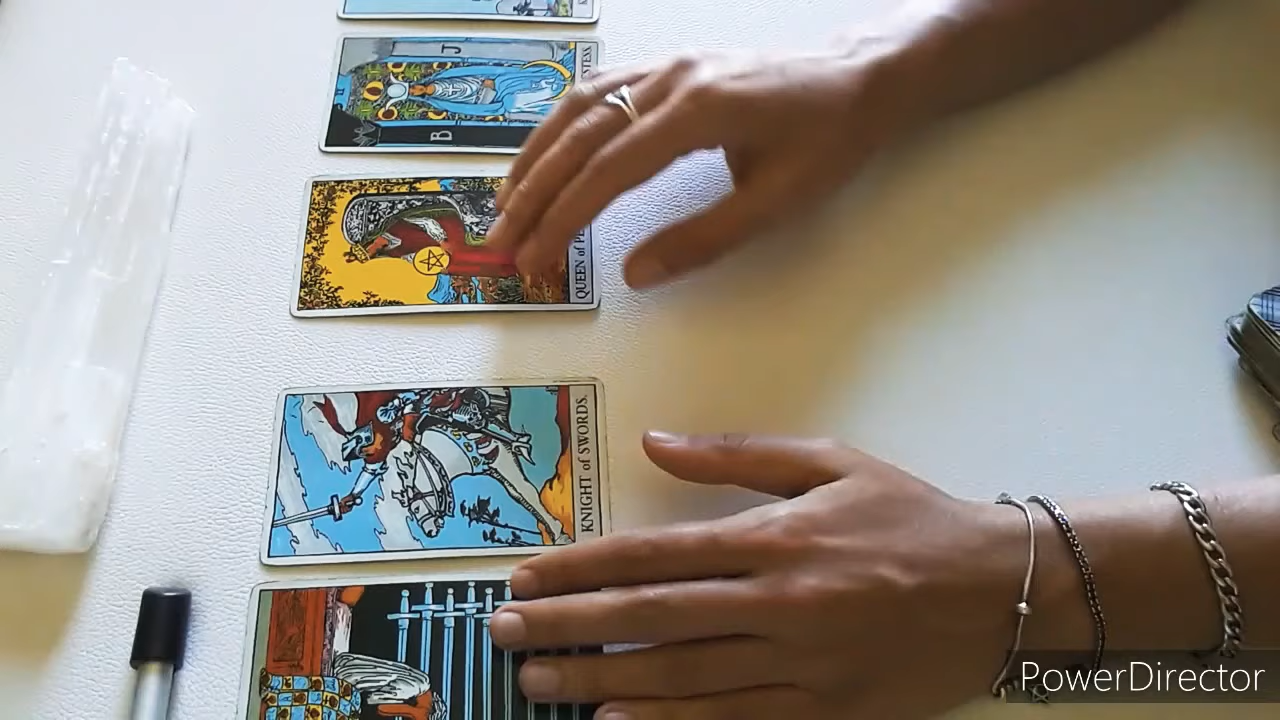 J
B
QUEEN of
KNIGHT of SWORDS.
PowerDirector